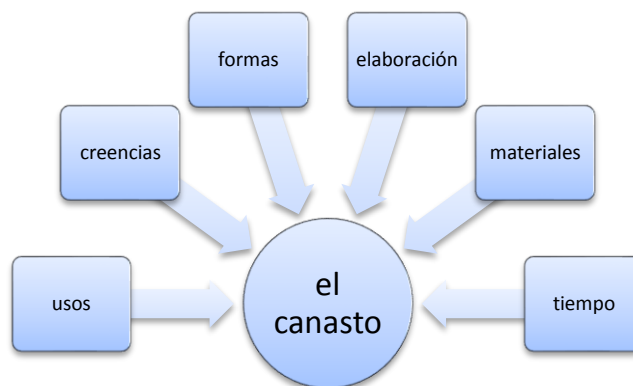 formas
elaboración
creencias
materiales
usos
el
canasto
tiempo